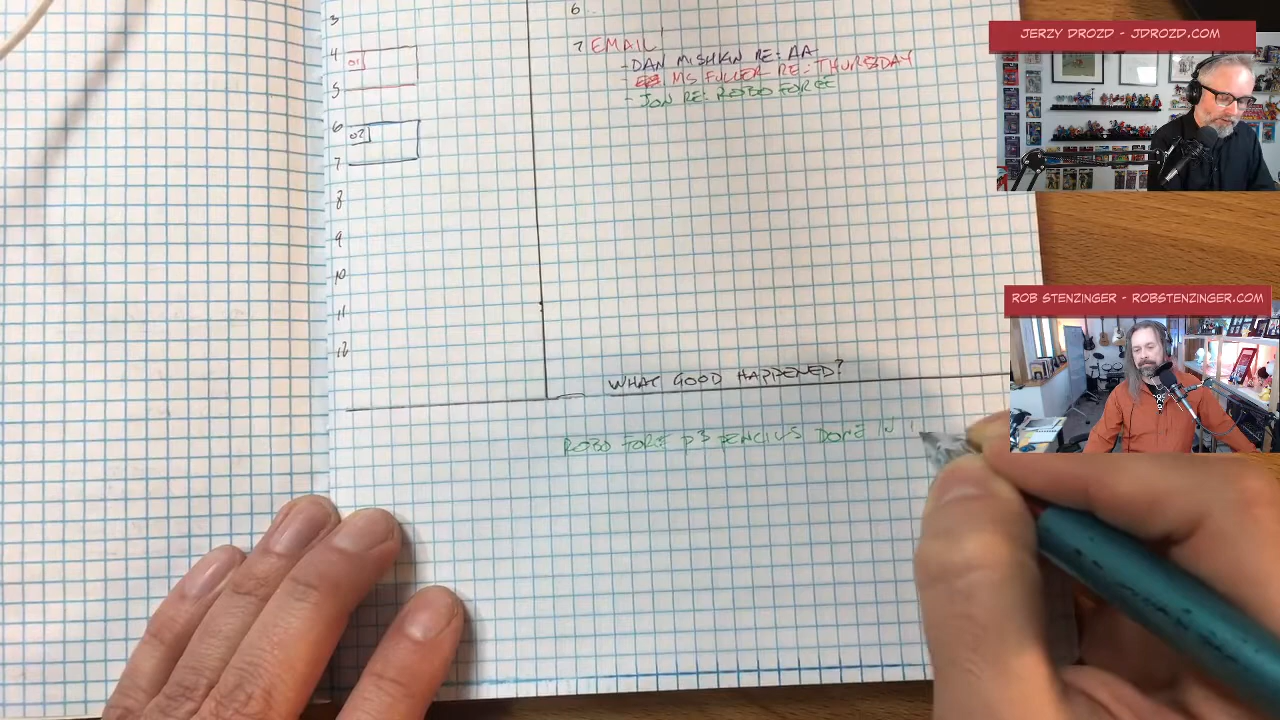 JERZY DROZD - JDROZD.COM
ROB STENZINGER - ROBSTENZINGER.COM
3
4
01
5
6
02
7
8
9
10
11
12
6
7 EMAIL!
- DAN MISHKIN RE: AA
- MS FULLER RE: THURSDAY
- JON RE: ROBO FORCE
WHAT GOOD HAPPENED?
ROBO FORCE P3 PENCILS DONE IN